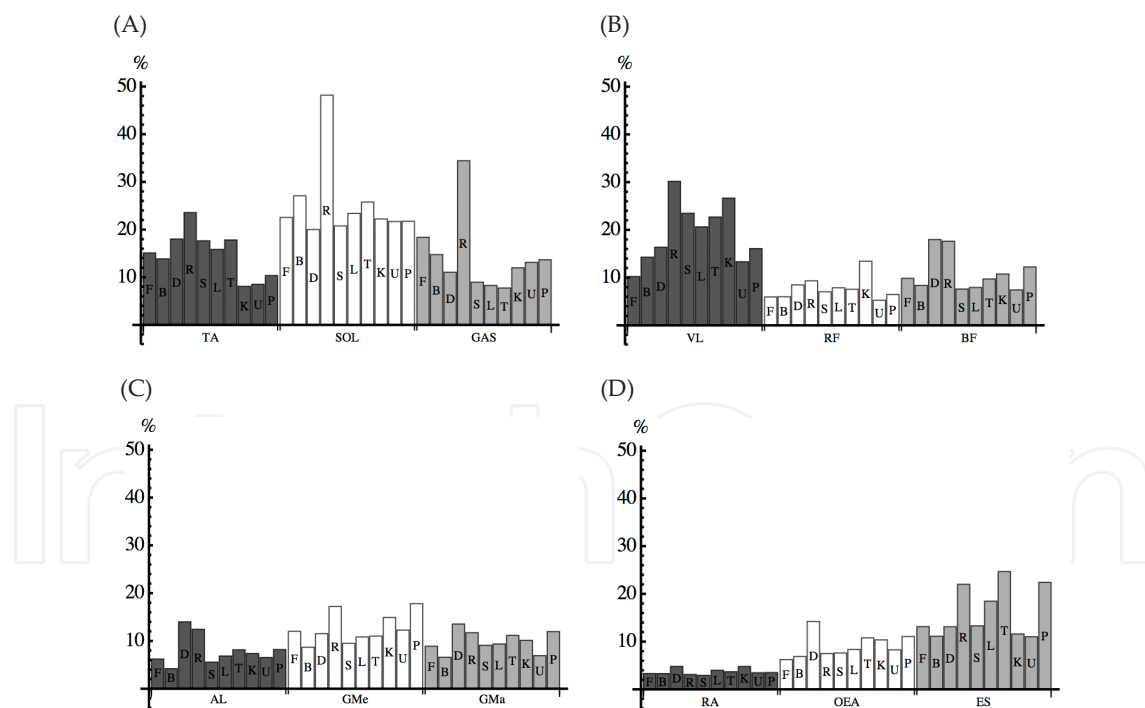 (A)
%
50
40
30
20
10
F B D R S L T K U P
F B D R S L T K U P
F B D R S L T K U P
TA SOL GAS
(B)
%
50
40
30
20
10
F B D R S L T K U P
F B D R S L T K U P
F B D R S L T K U P
VL RF BF
(C)
%
50
40
30
20
10
F B D R S L T K U P
F B D R S L T K U P
F B D R S L T K U P
AL GMe GMa
(D)
%
50
40
30
20
10
F B D R S L T K U P
F B D R S L T K U P
F B D R S L T K U P
RA OEA ES